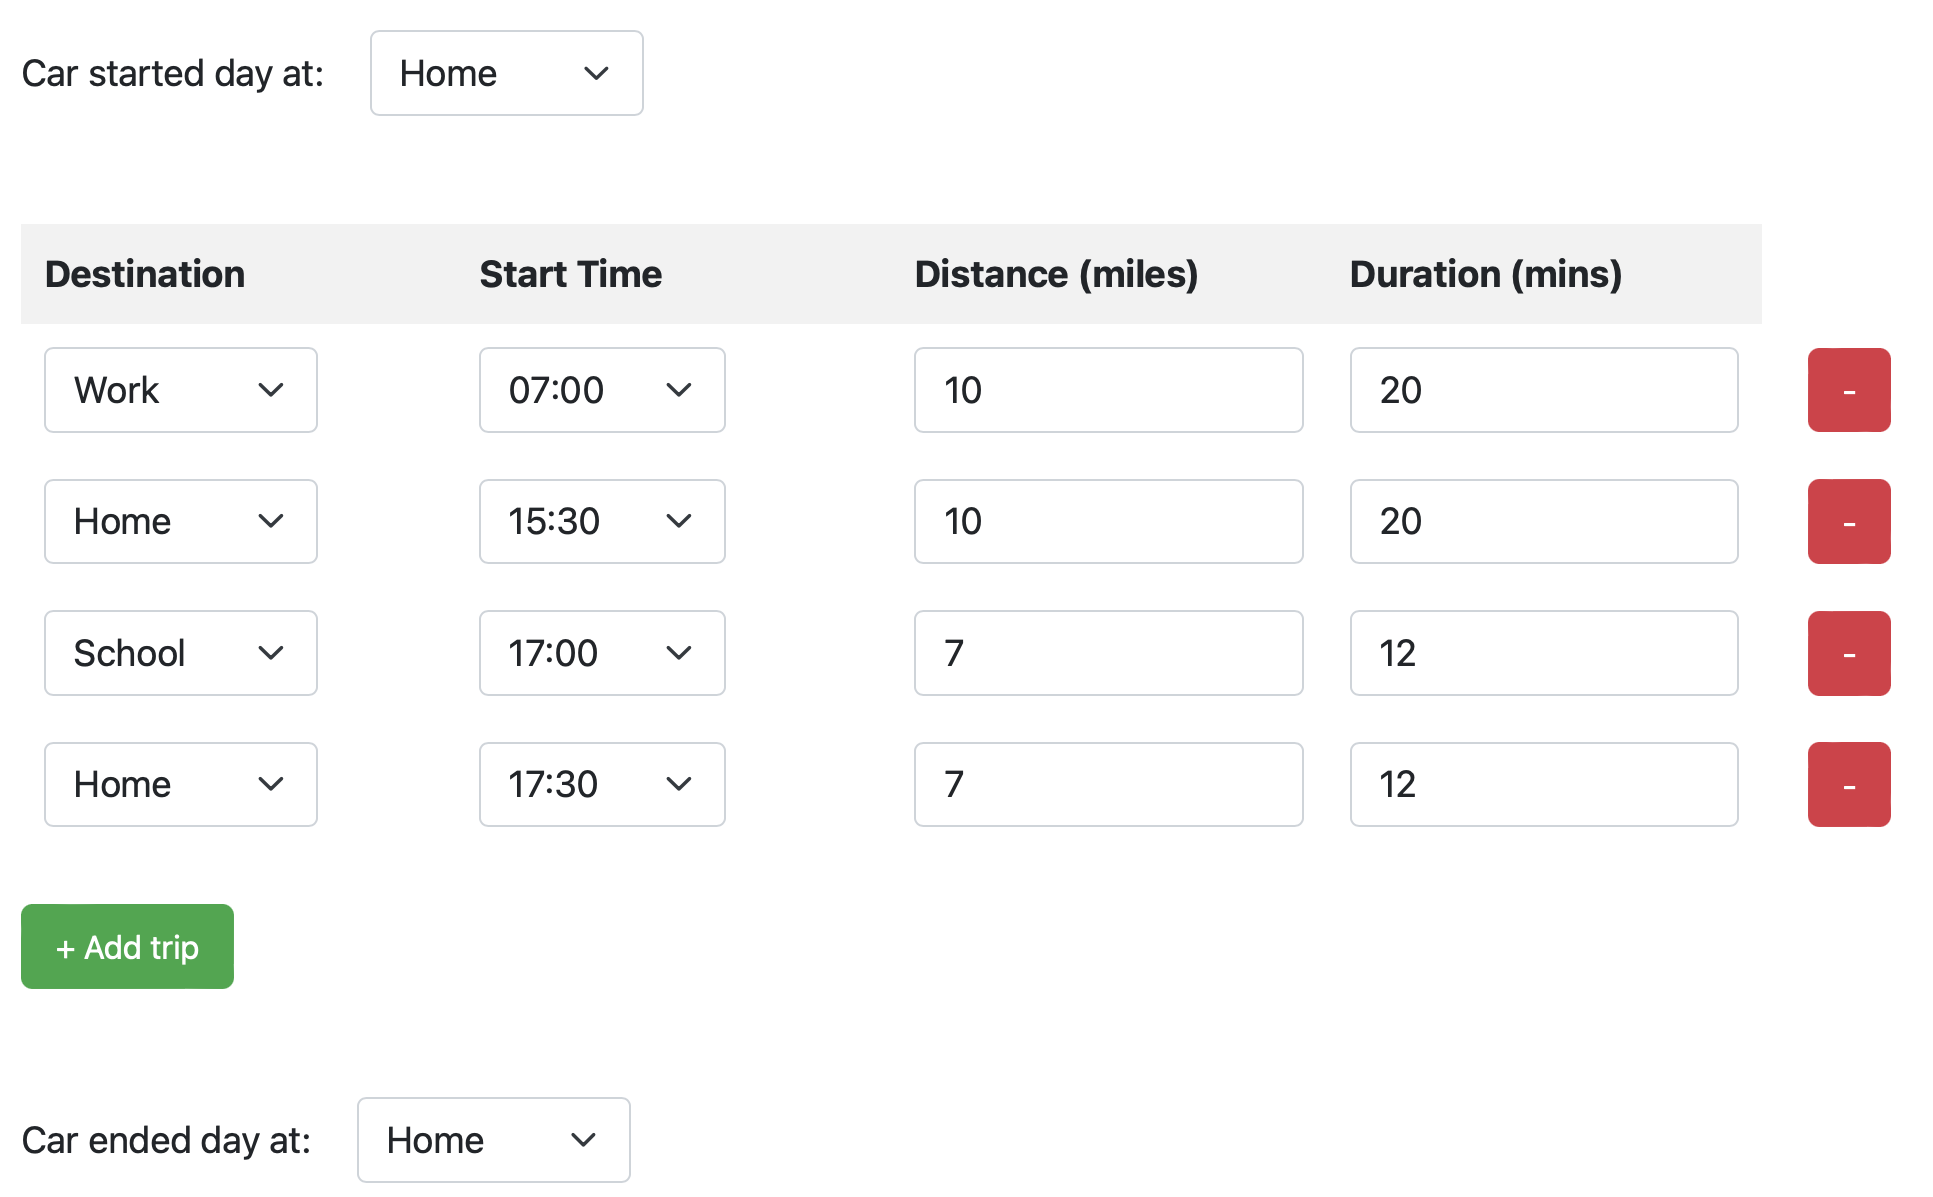 Car started day at: Home
Destination Start Time Distance (miles) Duration (mins)
Work 07:00 10 20 -
Home 15:30 10 20 -
School 17:00 7 12 -
Home 17:30 7 12 -
+ Add trip
Car ended day at: Home